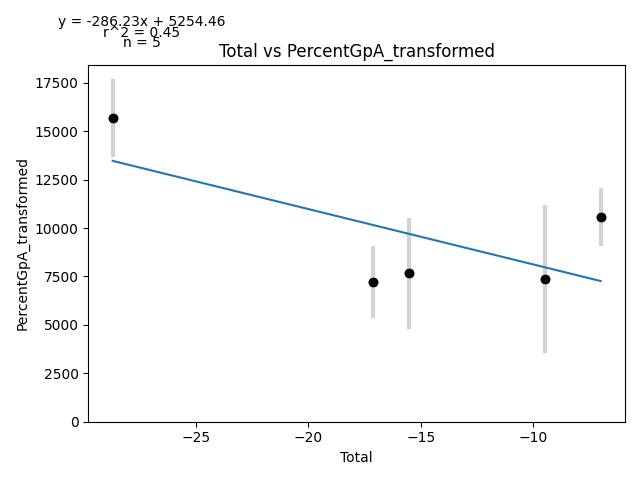 y = -286.23x + 5254.46
r^2 = 0.45
n = 5
Total vs PercentGpA_transformed
PercentGpA_transformed
17500
15000
12500
10000
7500
5000
2500
0
−25
−20
−15
−10
Total